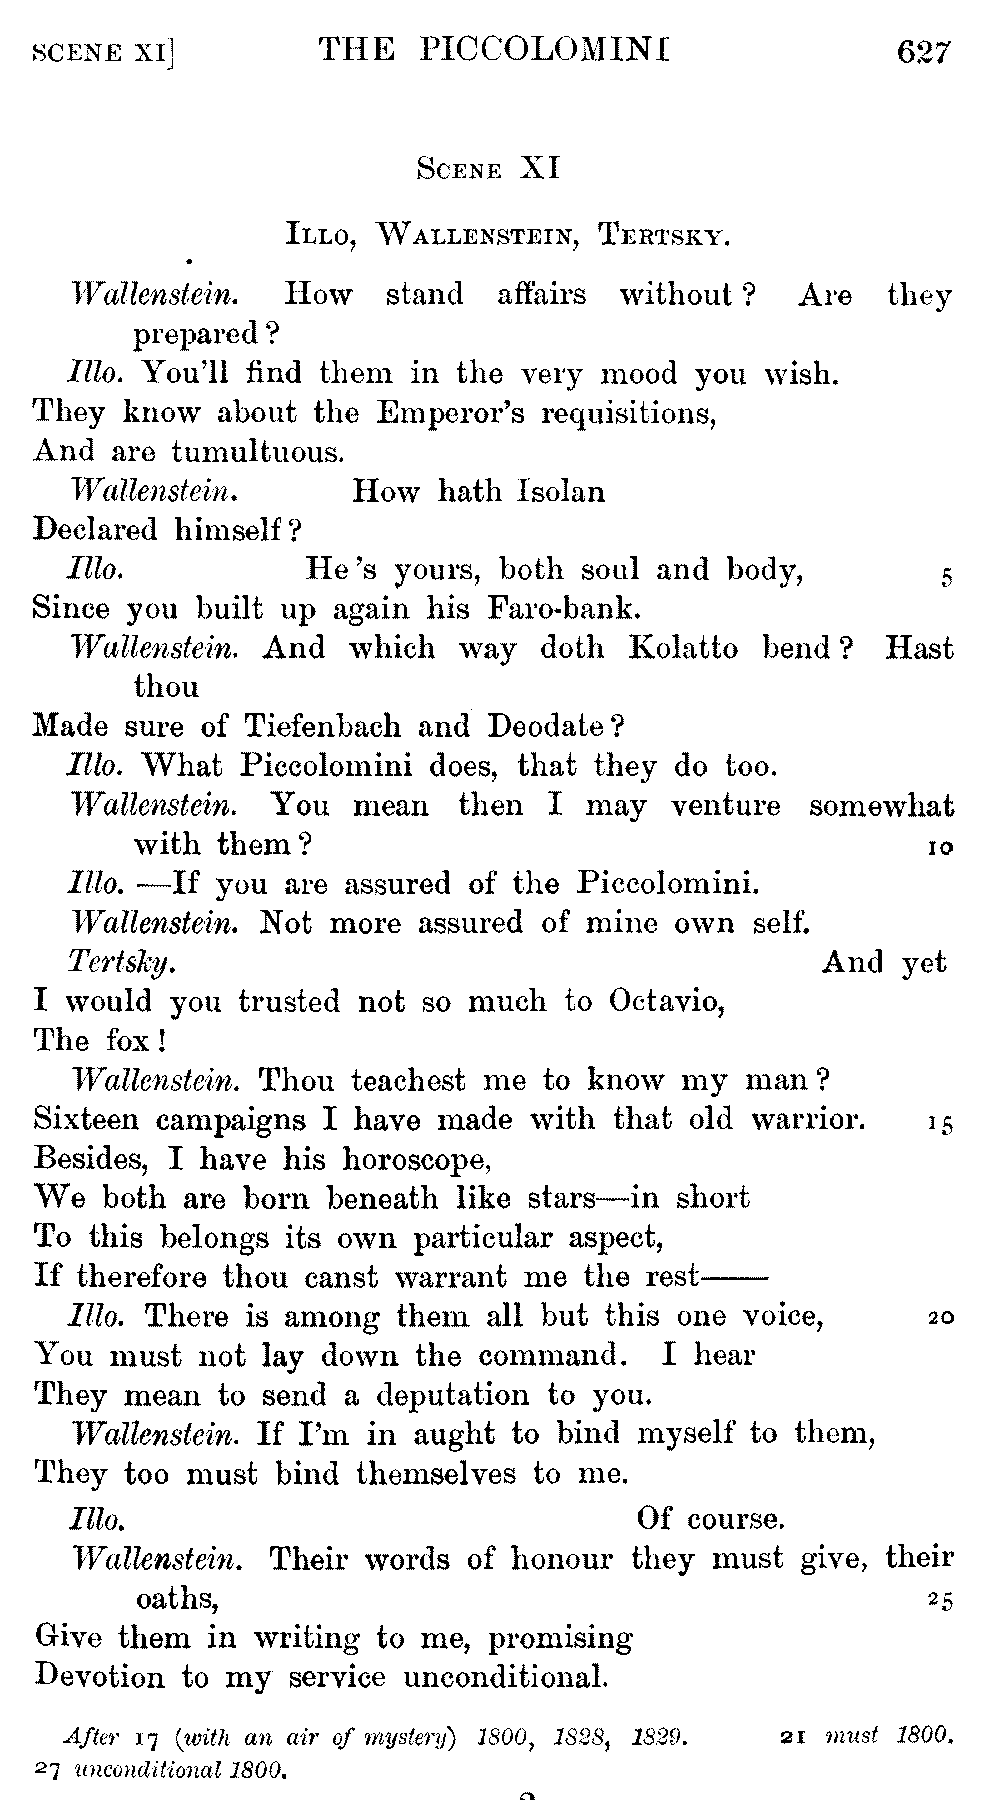 SCENE XI] THE PICCOLOMINI 627
SCENE XI
ILLO, WALLENSTEIN, TERTSKY.
Wallenstein. How stand affairs without? Are they
prepared?
Illo. You'll find them in the very mood you wish.
They know about the Emperor's requisitions,
And are tumultuous.
Wallenstein. How hath Isolan
Declared himself?
Illo. He's yours, both soul and body, 5
Since you built up again his Faro-bank.
Wallenstein. And which way doth Kolatto bend? Hast
thou
Made sure of Tiefenbach and Deodate?
Illo. What Piccolomini does, that they do too.
Wallenstein. You mean then I may venture somewhat
with them? 10
Illo. —If you are assured of the Piccolomini.
Wallenstein. Not more assured of mine own self.
Tertsky. And yet
I would you trusted not so much to Octavio,
The fox!
Wallenstein. Thou teachest me to know my man?
Sixteen campaigns I have made with that old warrior. 15
Besides, I have his horoscope,
We both are born beneath like stars—in short
To this belongs its own particular aspect,
If therefore thou canst warrant me the rest——
Illo. There is among them all but this one voice, 20
You must not lay down the command. I hear
They mean to send a deputation to you.
Wallenstein. If I'm in aught to bind myself to them,
They too must bind themselves to me.
Illo. Of course.
Wallenstein. Their words of honour they must give, their
oaths, 25
Give them in writing to me, promising
Devotion to my service unconditional.
After 17 (with an air of mystery) 1800, 1828, 1829. 21 must 1800.
27 unconditional 1800.